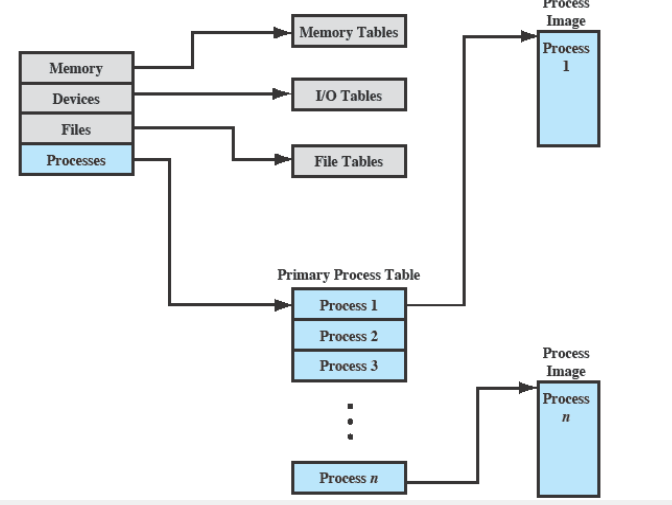 Process
Image
Process
1
Memory Tables
Memory
Devices
Files
Processes
I/O Tables
File Tables
Primary Process Table
Process 1
Process 2
Process 3
Process n
Process
Image
Process
n